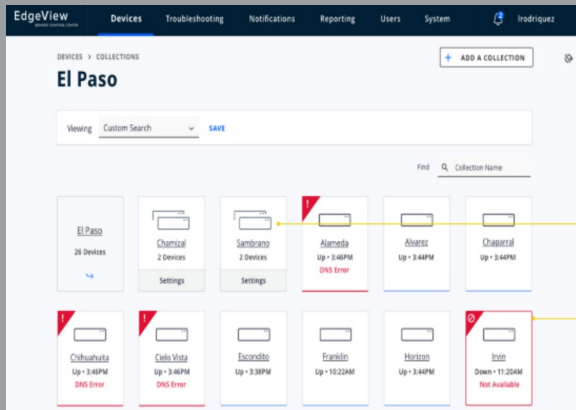 EdgeView
Devices
Troubleshooting
Notifications
Reporting
Users
System
Irodriquez
DEVICES > COLLECTIONS
+ ADD A COLLECTION
El Paso
Viewing Custom Search SAVE
Find Collection Name
El Paso
26 Devices
Chamizal
2 Devices
Settings
Sambrano
2 Devices
Settings
!
Alameda
Up • 3:46PM
DNS Error
Alvarez
Up • 3:44PM
Chaparral
Up • 3:44PM
!
Chihuahuita
Up • 3:46PM
DNS Error
!
Cielo Vista
Up • 3:46PM
DNS Error
Escondito
Up • 3:38PM
Franklin
Up • 10:22AM
Horizon
Up • 3:44PM
Irvin
Down • 11:20AM
Not Available